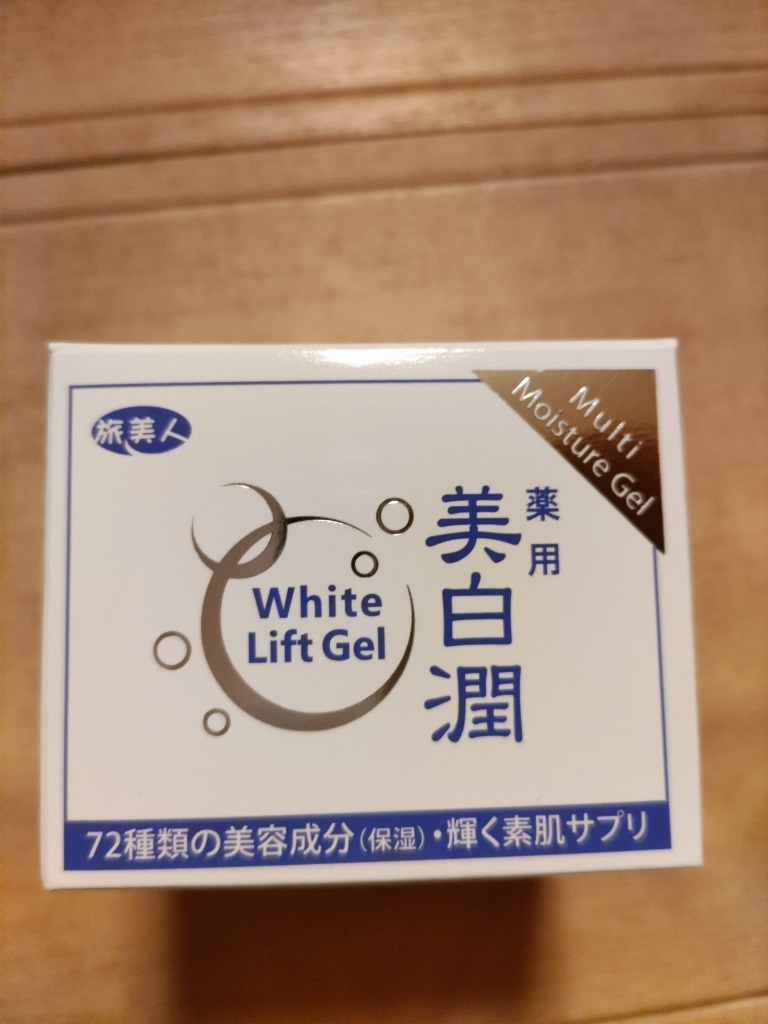 旅美人
Multi
Moisture Gel
薬用
美白潤
White
Lift Gel
72種類の美容成分（保湿）・輝く素肌サプリ